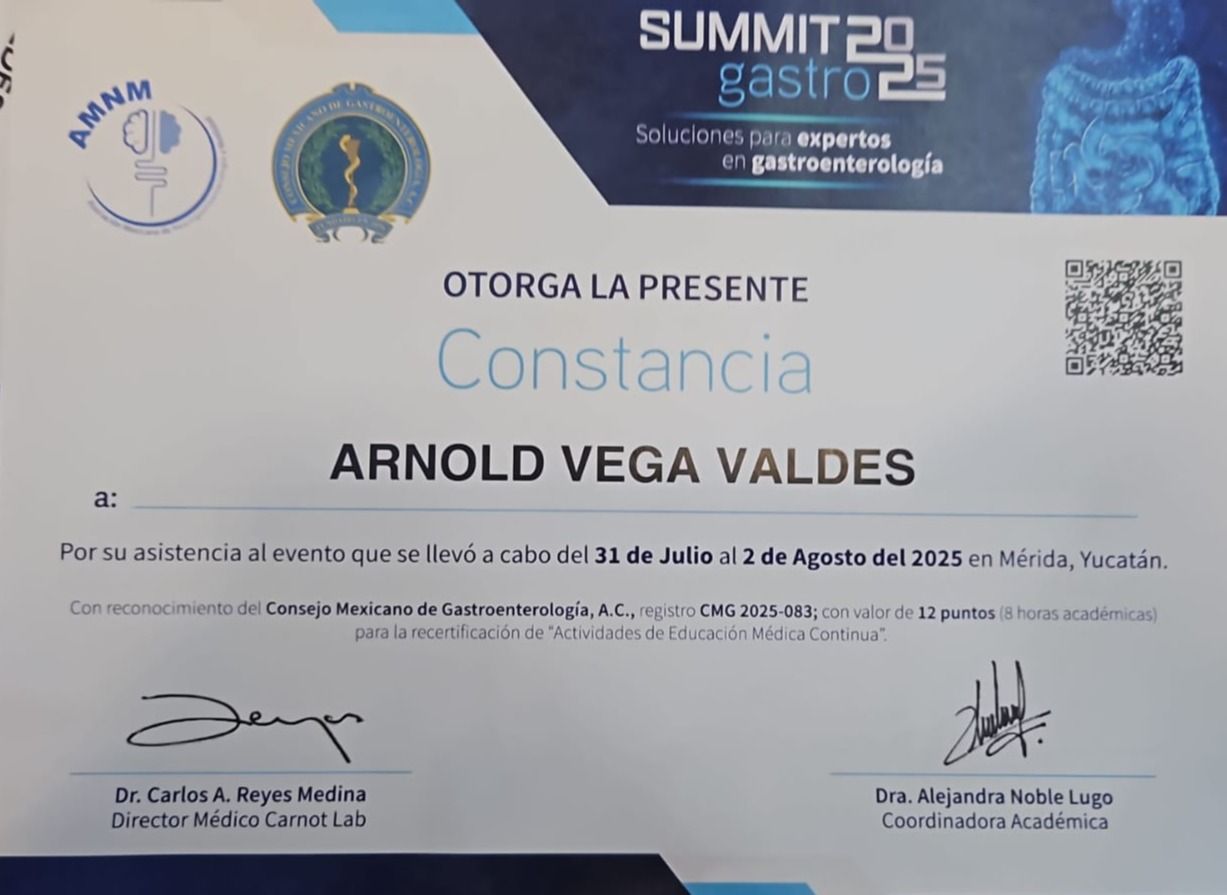 AMNM
CONSEJO MEXICANO DE GASTROENTEROLOGÍA, A.C.
SUMMIT 2025
gastro
Soluciones para expertos
en gastroenterología
OTORGA LA PRESENTE
Constancia
ARNOLD VEGA VALDES
a:
Por su asistencia al evento que se llevó a cabo del 31 de Julio al 2 de Agosto del 2025 en Mérida, Yucatán.
Con reconocimiento del Consejo Mexicano de Gastroenterología, A.C., registro CMG 2025-083; con valor de 12 puntos (8 horas académicas)
para la recertificación de "Actividades de Educación Médica Continua".
Dr. Carlos A. Reyes Medina
Director Médico Carnot Lab
Dra. Alejandra Noble Lugo
Coordinadora Académica